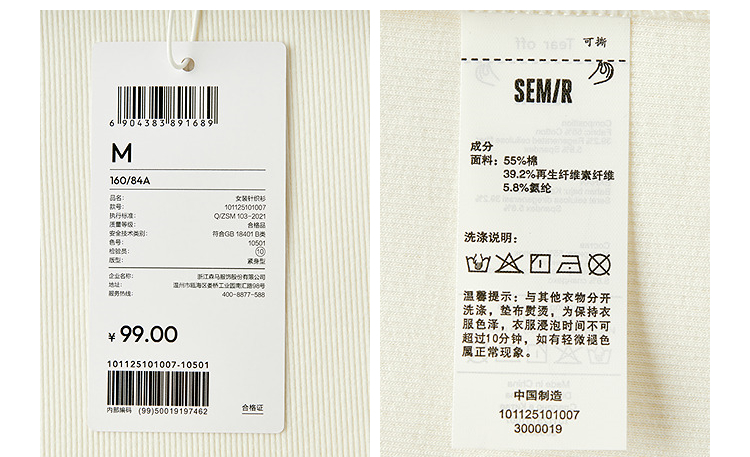 6 904383 891689
M
160/84A
品名: 女装针织衫
款号: 101125101007
执行标准: Q/ZSM 103-2021
质量等级: 合格品
安全技术类别: 符合GB 18401 B类
色号: 10501
检验员: 10
版型: 紧身型
企业名称: 浙江森马服饰股份有限公司
地址: 温州市瓯海区娄桥工业园南汇路98号
服务热线: 400-8877-588
¥ 99.00
101125101007-10501
内部编码 (99)50019197462
合格证
可撕
Tear off
SEMIR
成分
面料: 55%棉
39.2%再生纤维素纤维
5.8%氨纶
洗涤说明:
温馨提示: 与其他衣物分开
洗涤, 垫布熨烫, 为保持衣
服色泽, 衣服浸泡时间不可
超过10分钟, 如有轻微褪色
属正常现象。
中国制造
101125101007
3000019